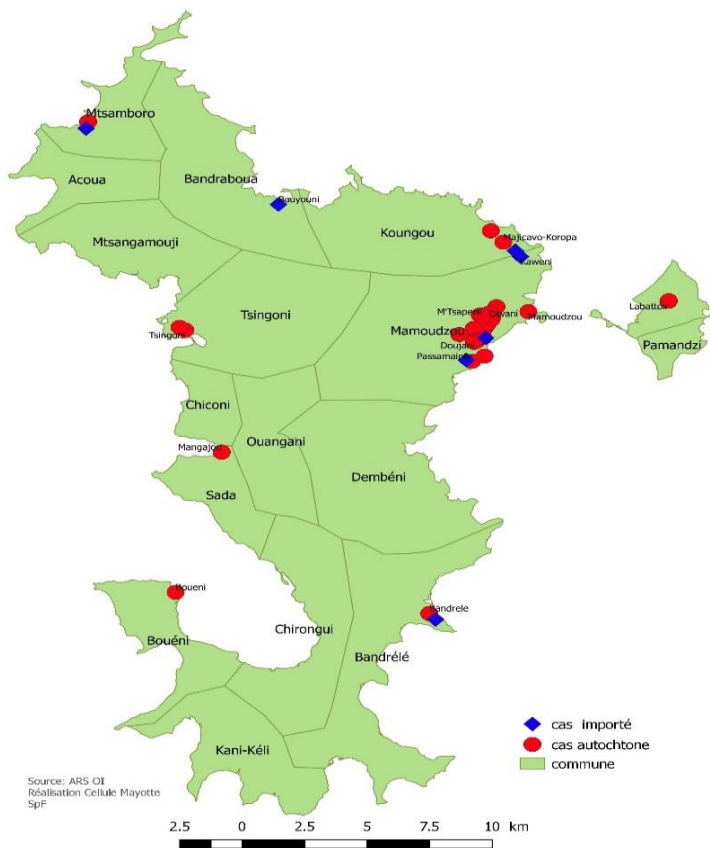 Mtsamboro
Acoua
Bandraboua
Bouyouni
Mtsangamouji
Koungou
Majicavo-Koropa
Kaweni
Tsingoni
Labattoir
M'Tsapere
Cavani
Mamoudzou
Mamoudzou
Tsingoni
Doujani
Pamandzi
Passamainty
Chiconi
Ouangani
Mangajou
Dembéni
Sada
Boueni
Bandrele
Chirongui
Bouéni
Bandrélé
cas importé
cas autochtone
Kani-Kéli
commune
Source: ARS OI
Réalisation Cellule Mayotte
SpF
2.5 0 2.5 5 7.5 10 km